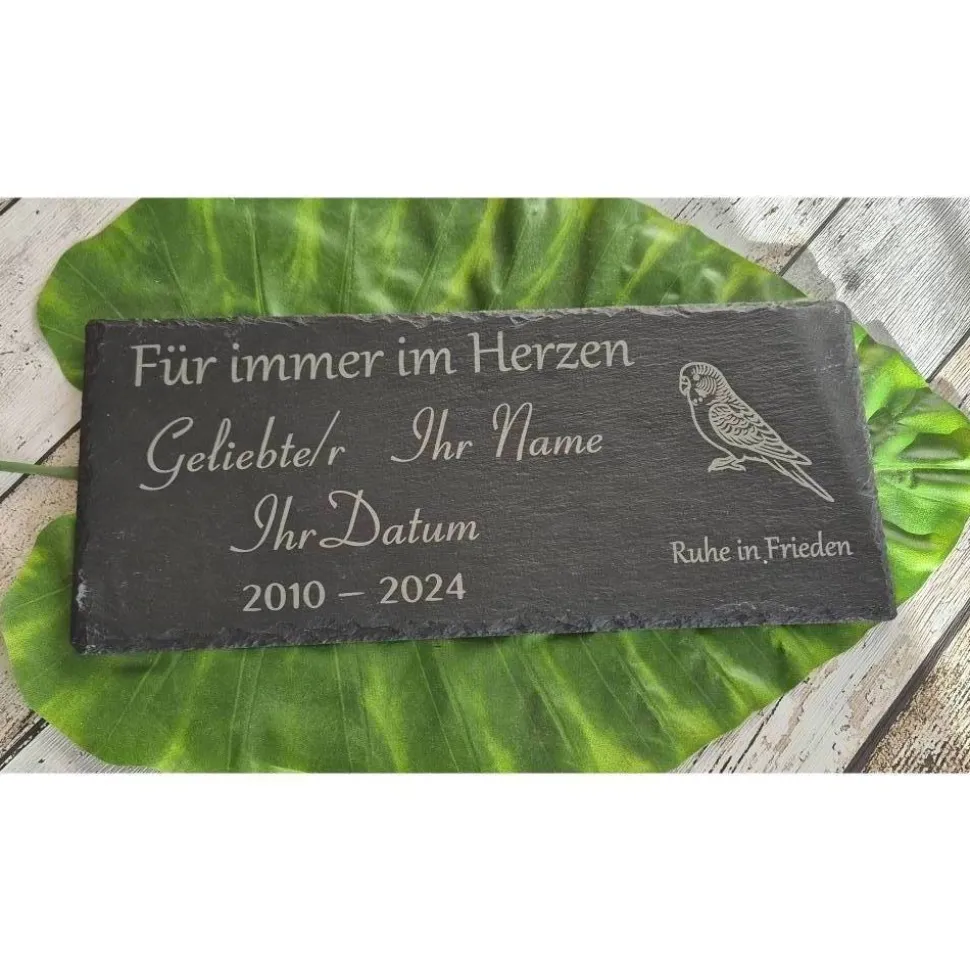 Für immer im Herzen
Geliebte/r Ihr Name
Ihr Datum
2010 – 2024
Ruhe in Frieden